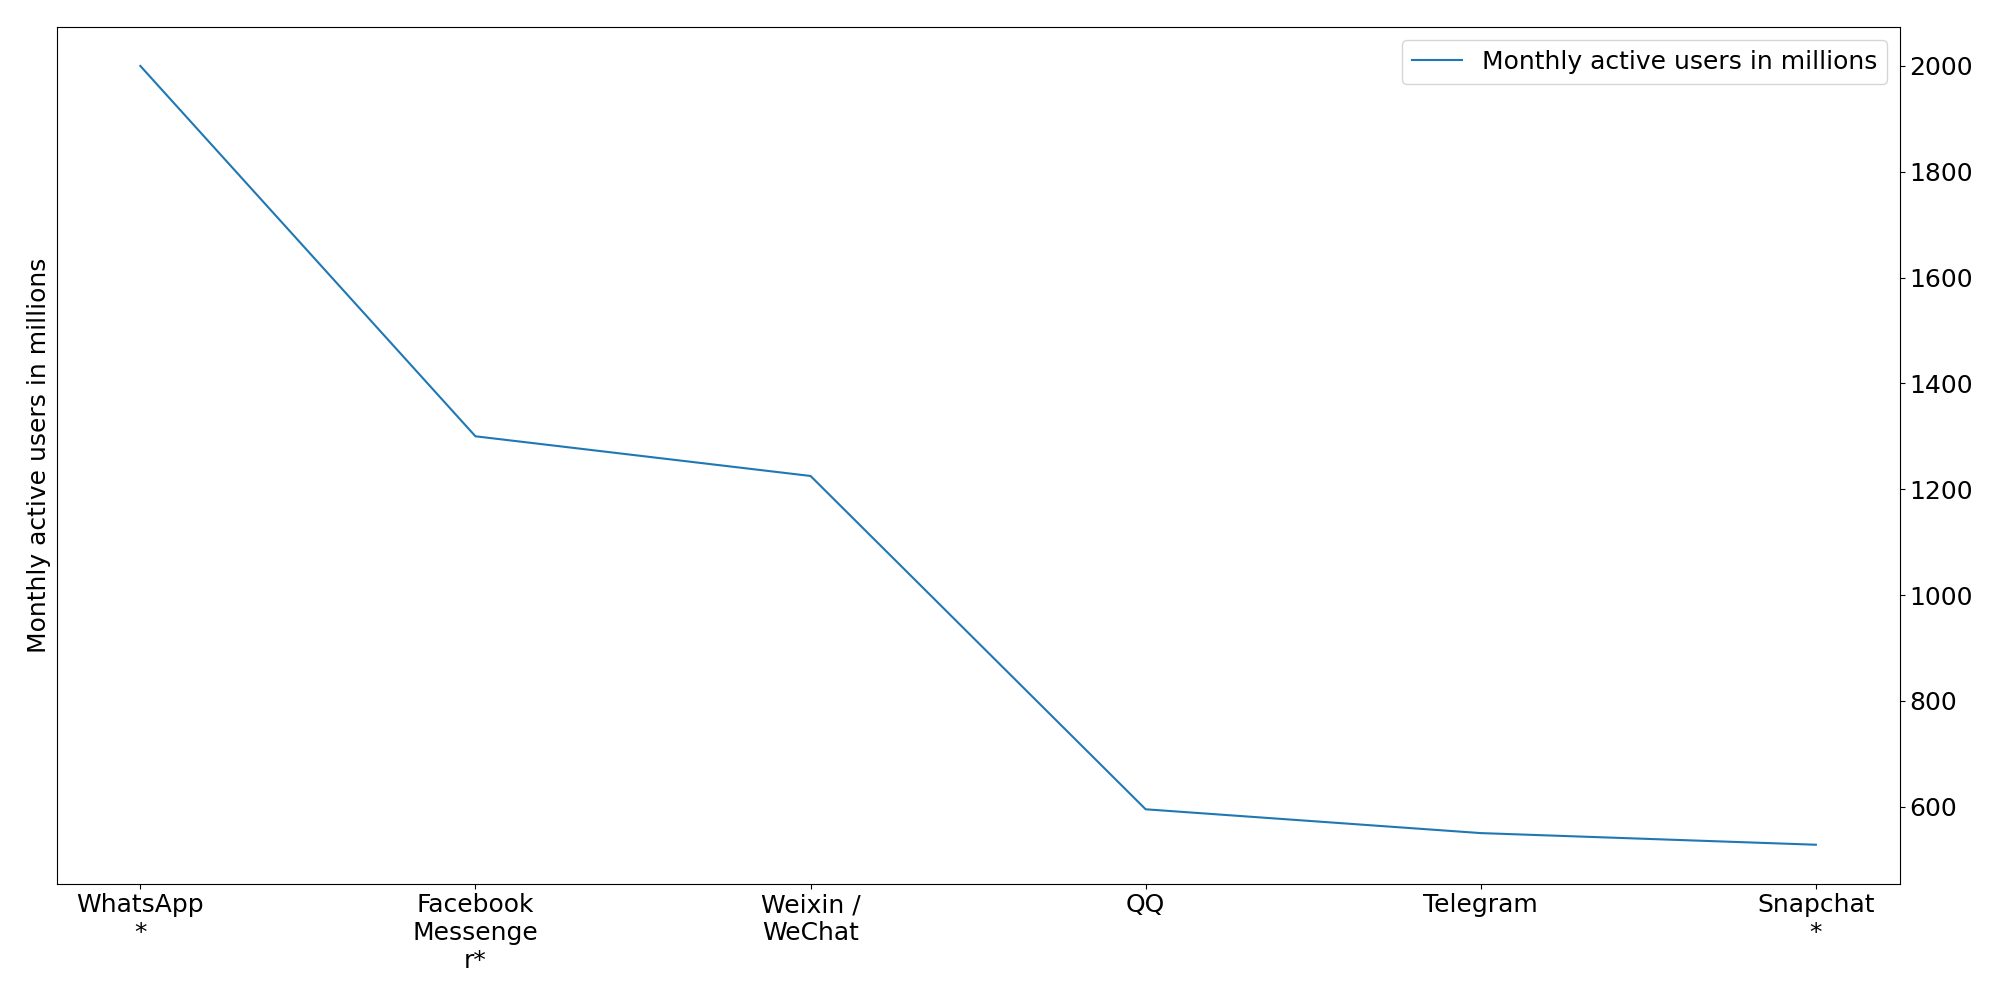 Monthly active users in millions
Monthly active users in millions
2000
1800
1600
1400
1200
1000
800
600
WhatsApp
*
Facebook
Messenge
r*
Weixin /
WeChat
QQ
Telegram
Snapchat
*